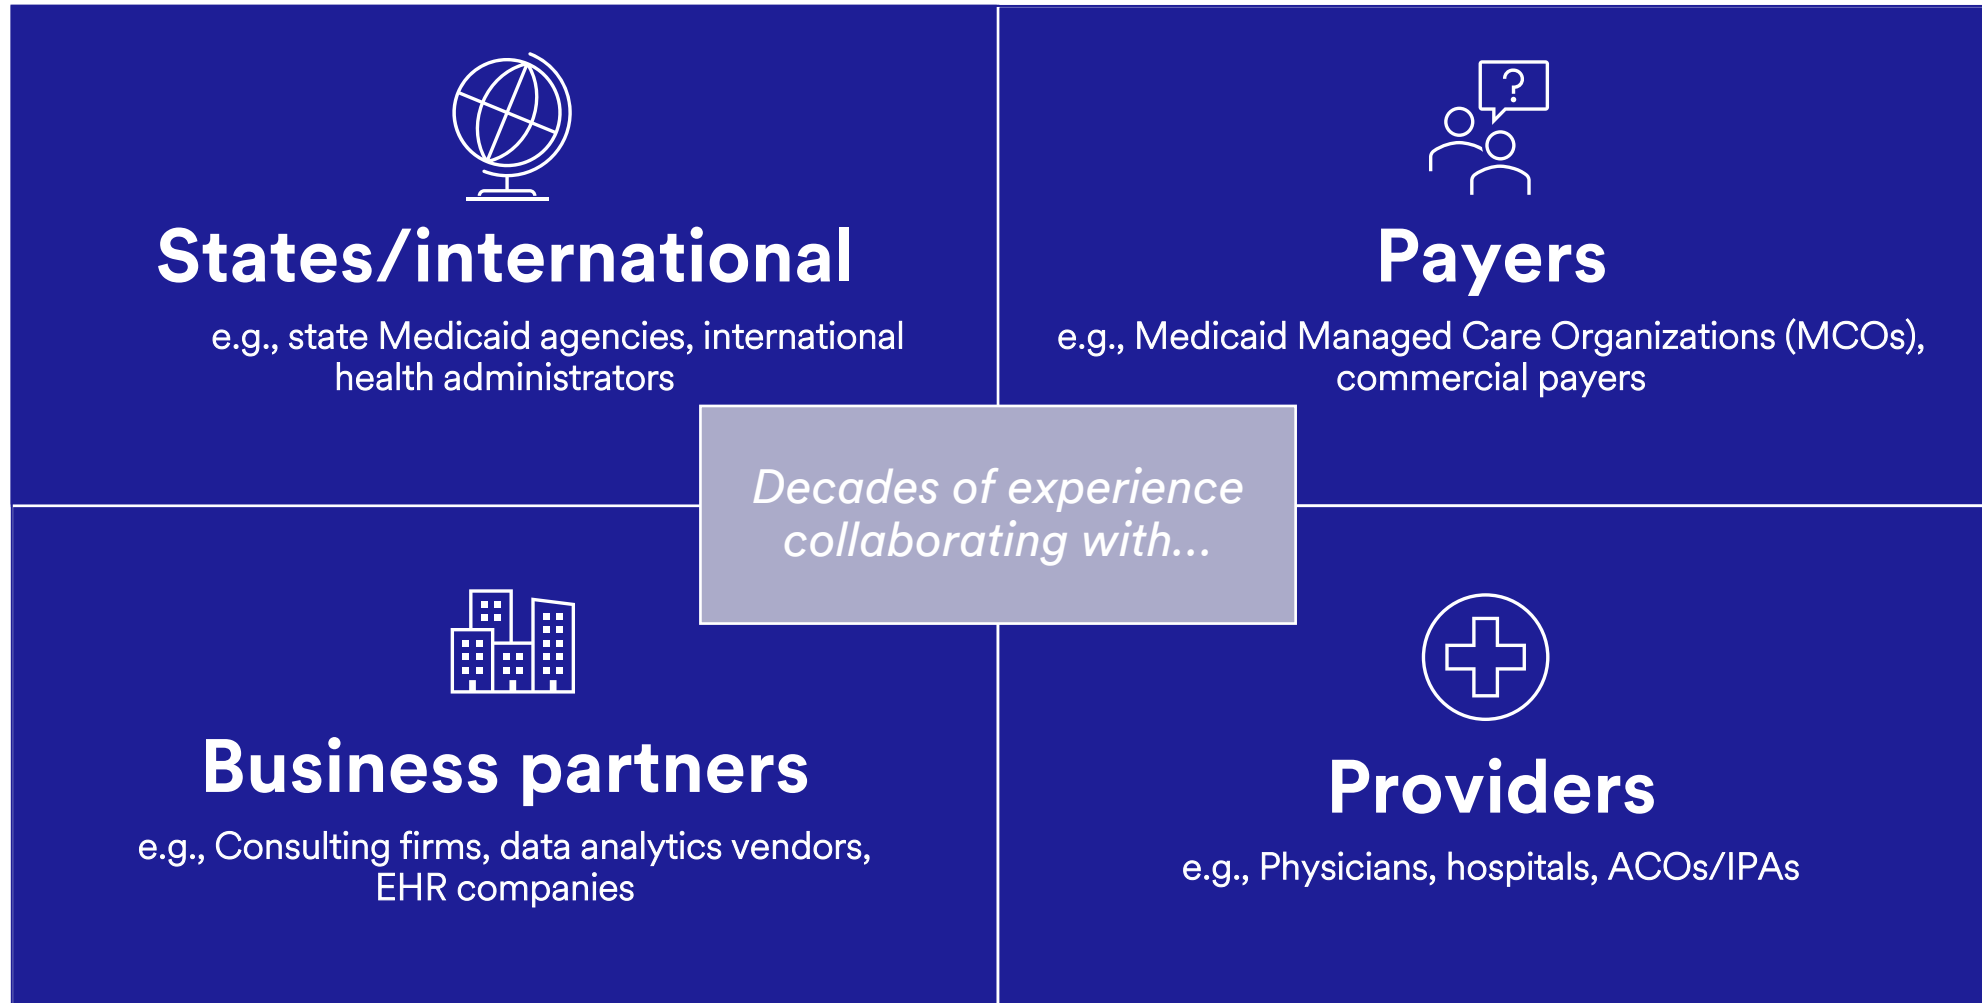 States/international
e.g., state Medicaid agencies, international
health administrators
?
Payers
e.g., Medicaid Managed Care Organizations (MCOs),
commercial payers
Decades of experience
collaborating with...
Business partners
e.g., Consulting firms, data analytics vendors,
EHR companies
Providers
e.g., Physicians, hospitals, ACOs/IPAs